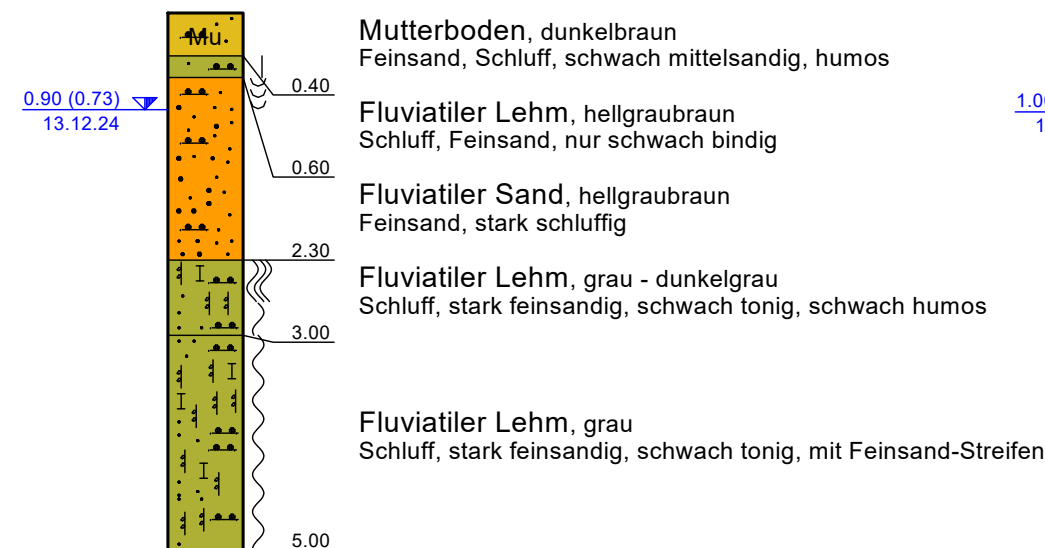 Mutterboden, dunkelbraun
Mu
Feinsand, Schluff, schwach mittelsandig, humos
0.40
0.90 (0.73)
13.12.24
1.0
1
Fluviatiler Lehm, hellgraubraun
Schluff, Feinsand, nur schwach bindig
0.60
Fluviatiler Sand, hellgraubraun
Feinsand, stark schluffig
2.30
Fluviatiler Lehm, grau - dunkelgrau
Schluff, stark feinsandig, schwach tonig, schwach humos
3.00
Fluviatiler Lehm, grau
Schluff, stark feinsandig, schwach tonig, mit Feinsand-Streifen
5.00